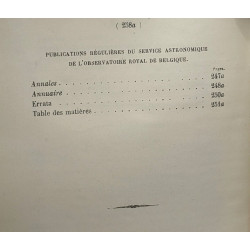 ( 258a )
PUBLICATIONS RÉGULIÈRES DU SERVICE ASTRONOMIQUE
DE L'OBSERVATOIRE ROYAL DE BELGIQUE.
Pages.
Annales . . . . . . . . . . . . . . 247a
Annuaire . . . . . . . . . . . . . . 248a
Errata . . . . . . . . . . . . . . 250a
Table des matières . . . . . . . . . . . . 251a